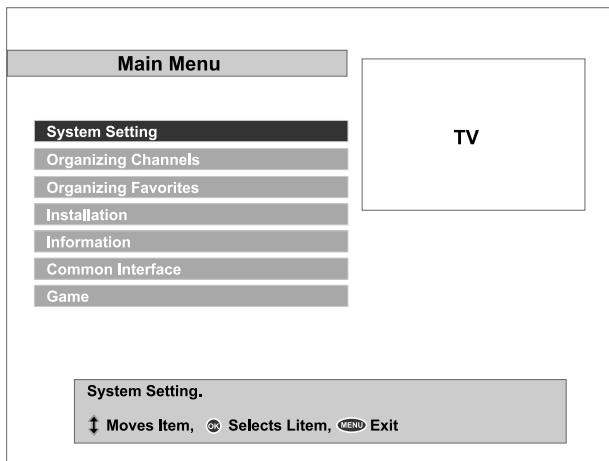 Main Menu
TV
System Setting
Organizing Channels
Organizing Favorites
Installation
Information
Common Interface
Game
System Setting.
Moves Item, OK Selects Litem, MENU Exit